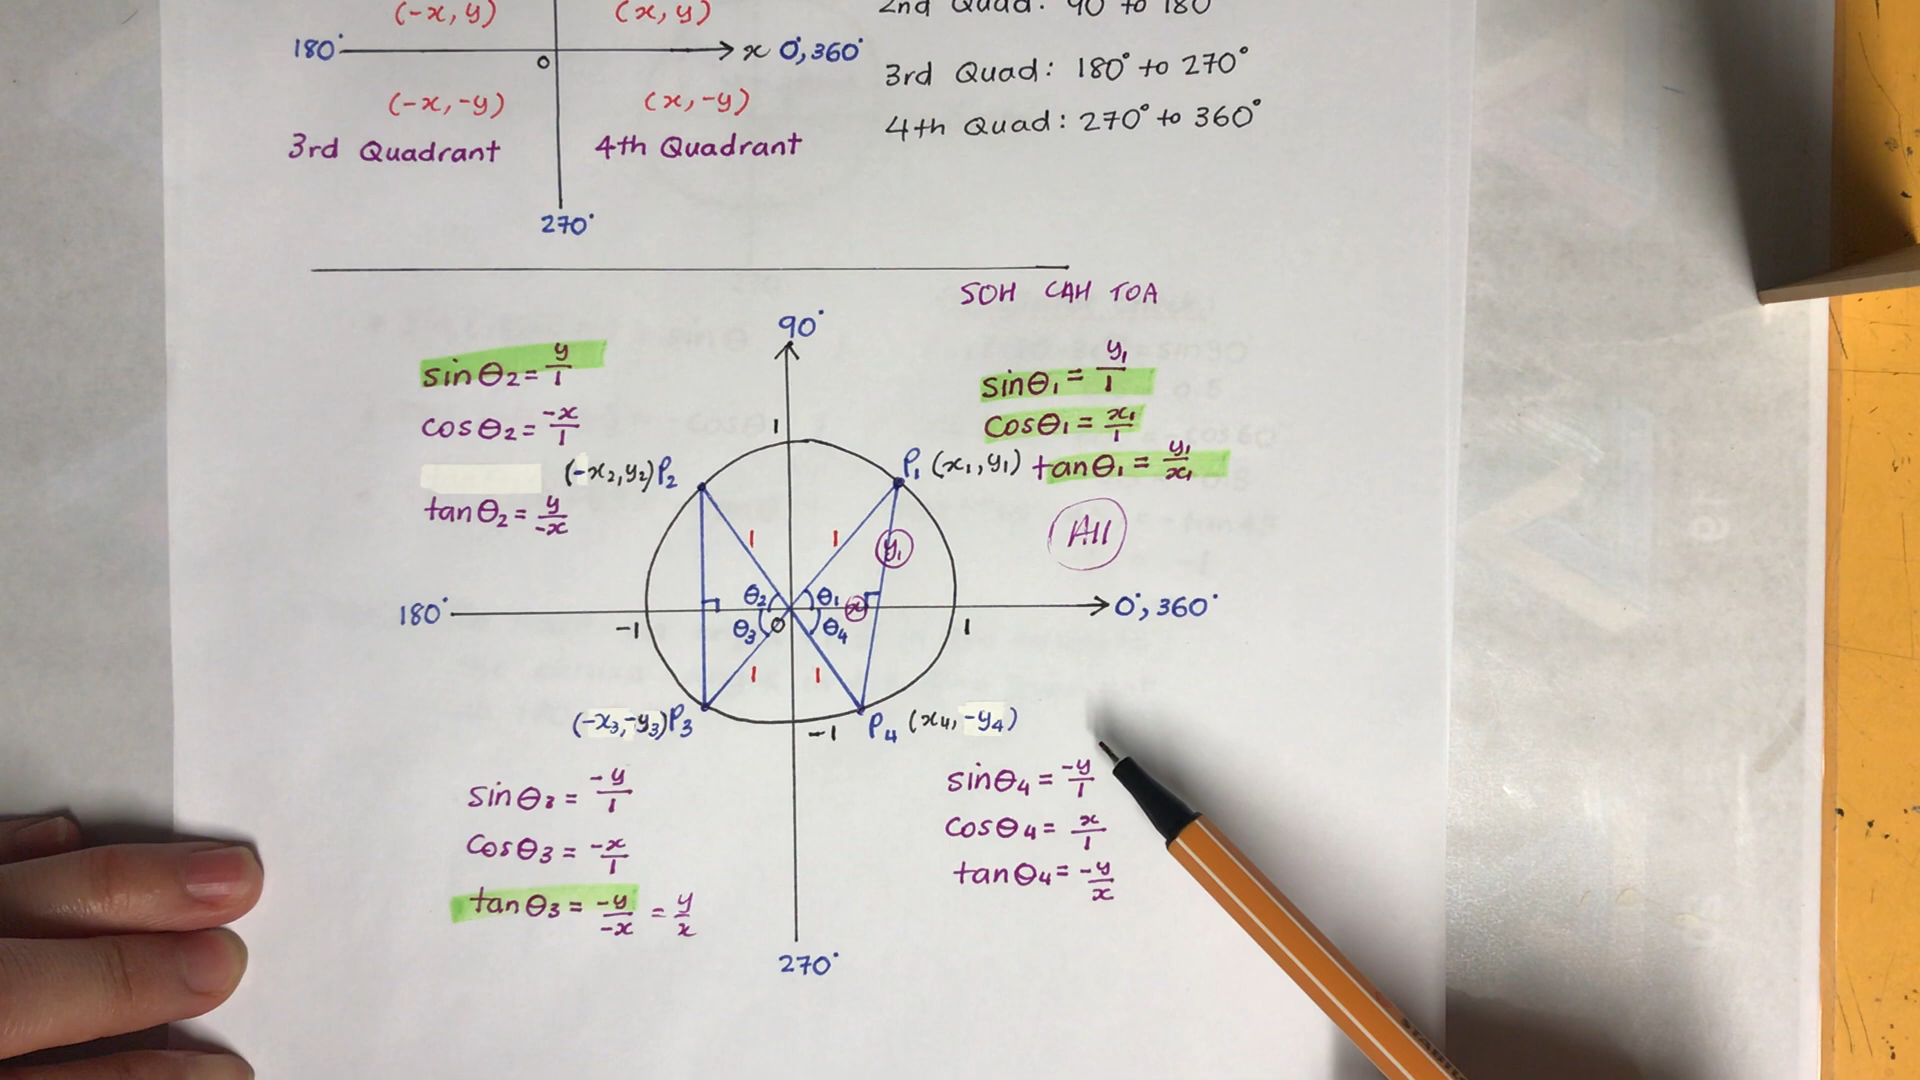 (-x, y) (x, y)
2nd Quad: 90° to 180°
180° x 0°, 360°
0
3rd Quad: 180° to 270°
(-x, -y) (x, -y)
4th Quad: 270° to 360°
3rd Quadrant 4th Quadrant
270°
SOH CAH TOA
90°
sinθ2 = y/1
cosθ2 = -x/1
tanθ2 = y/-x
sinθ1 = y1/1
cosθ1 = x1/1
tanθ1 = y1/x1
All
1
(-x2, y2) P2
P1 (x1, y1)
1 1 y1
θ2 θ1 x
180° 0°, 360°
-1 θ3 0 θ4 1
1 1
(-x3, -y3) P3
-1 P4 (x4, -y4)
sinθ3 = -y/1
cosθ3 = -x/1
tanθ3 = -y/-x = y/x
sinθ4 = -y/1
cosθ4 = x/1
tanθ4 = -y/x
270°